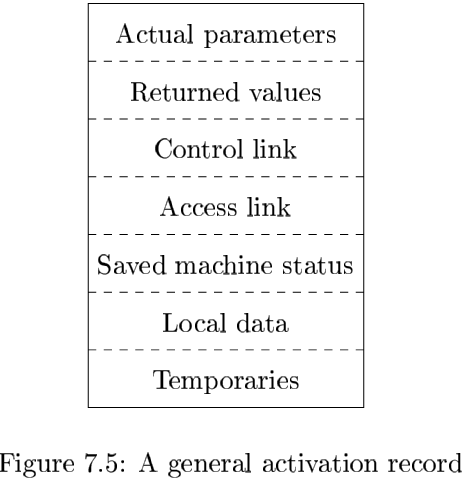 Actual parameters
Returned values
Control link
Access link
Saved machine status
Local data
Temporaries
Figure 7.5: A general activation record